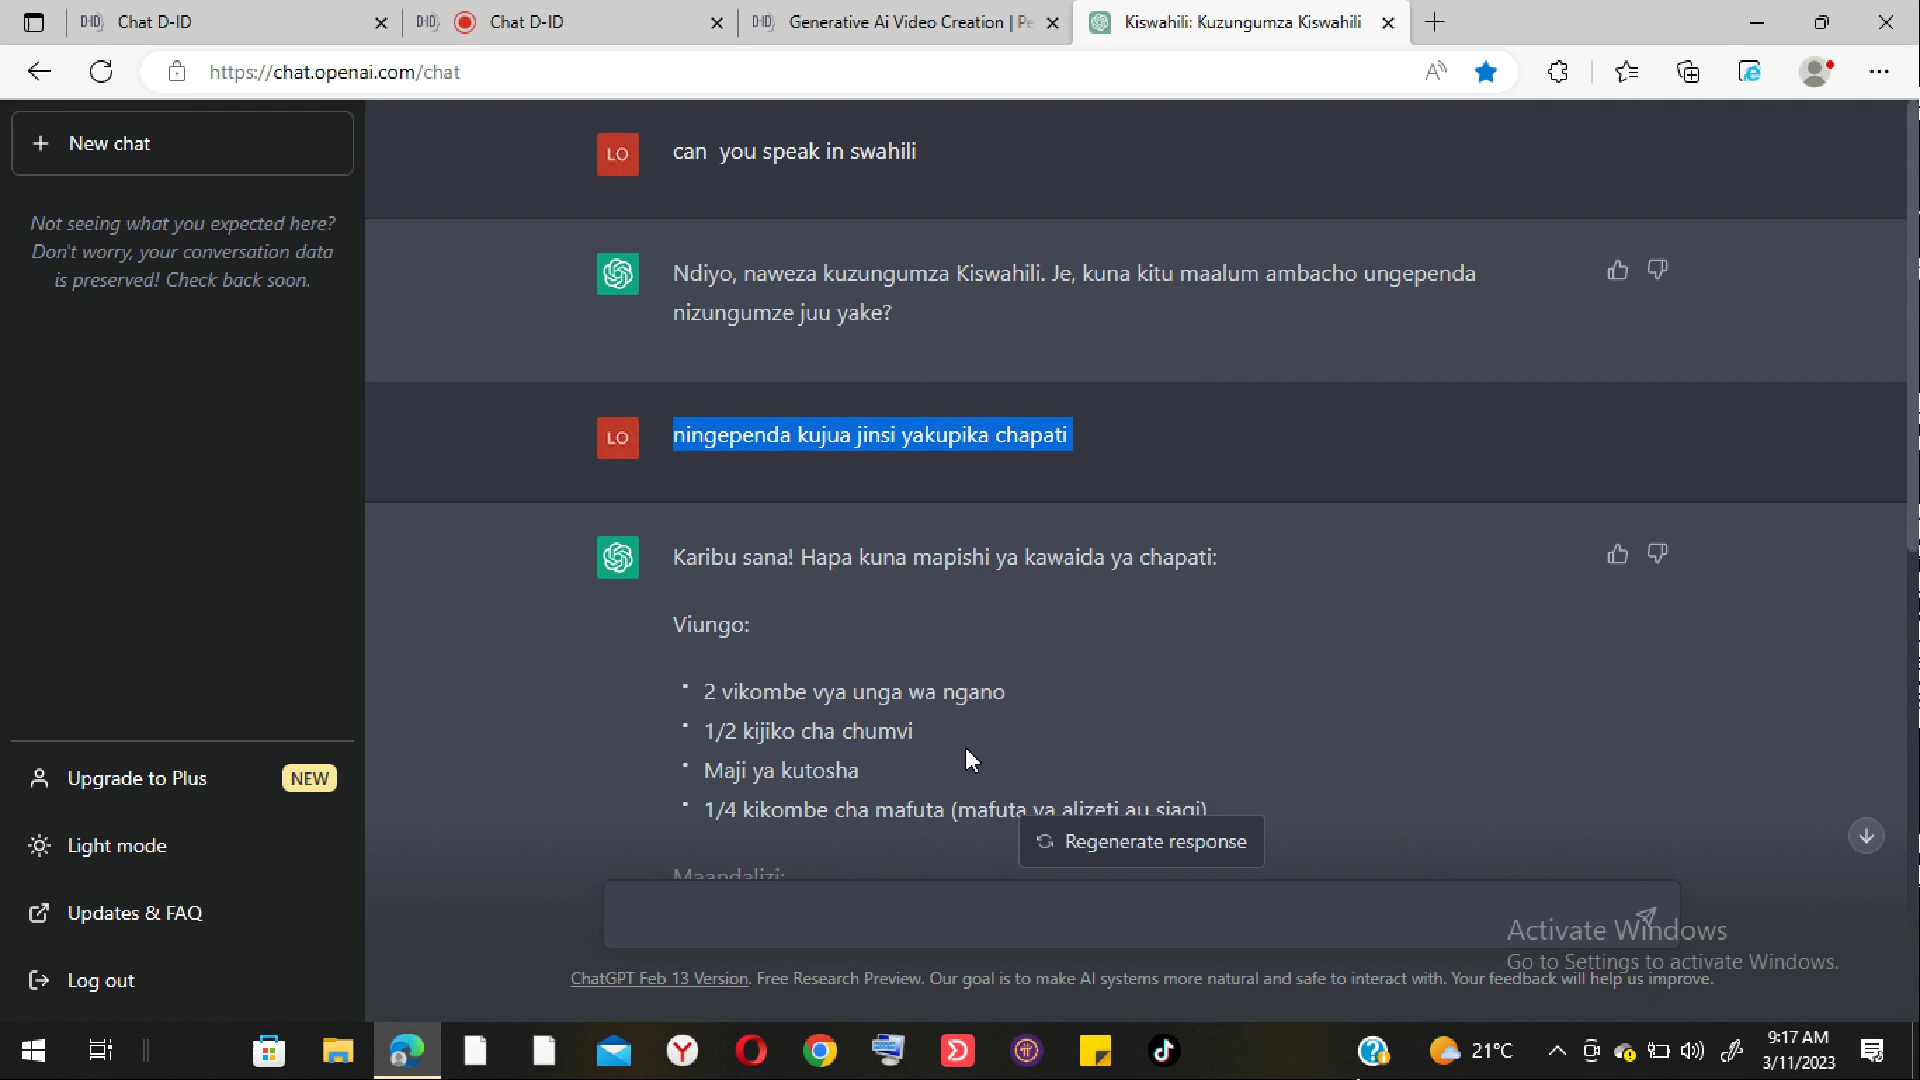 Chat D-ID
Chat D-ID
Generative Ai Video Creation | Pe
Kiswahili: Kuzungumza Kiswahili
https://chat.openai.com/chat
New chat
Not seeing what you expected here?
Don't worry, your conversation data
is preserved! Check back soon.
LO
can you speak in swahili
Ndiyo, naweza kuzungumza Kiswahili. Je, kuna kitu maalum ambacho ungependa
nizungumze juu yake?
LO
ningependa kujua jinsi yakupika chapati
Karibu sana! Hapa kuna mapishi ya kawaida ya chapati:
Viungo:
• 2 vikombe vya unga wa ngano
• 1/2 kijiko cha chumvi
• Maji ya kutosha
• 1/4 kikombe cha mafuta (mafuta ya alizeti au siagi)
Regenerate response
Maandalizi:
Upgrade to Plus
NEW
Light mode
Updates & FAQ
Log out
Activate Windows
Go to Settings to activate Windows.
ChatGPT Feb 13 Version. Free Research Preview. Our goal is to make AI systems more natural and safe to interact with. Your feedback will help us improve.
21°C
9:17 AM
3/11/2023